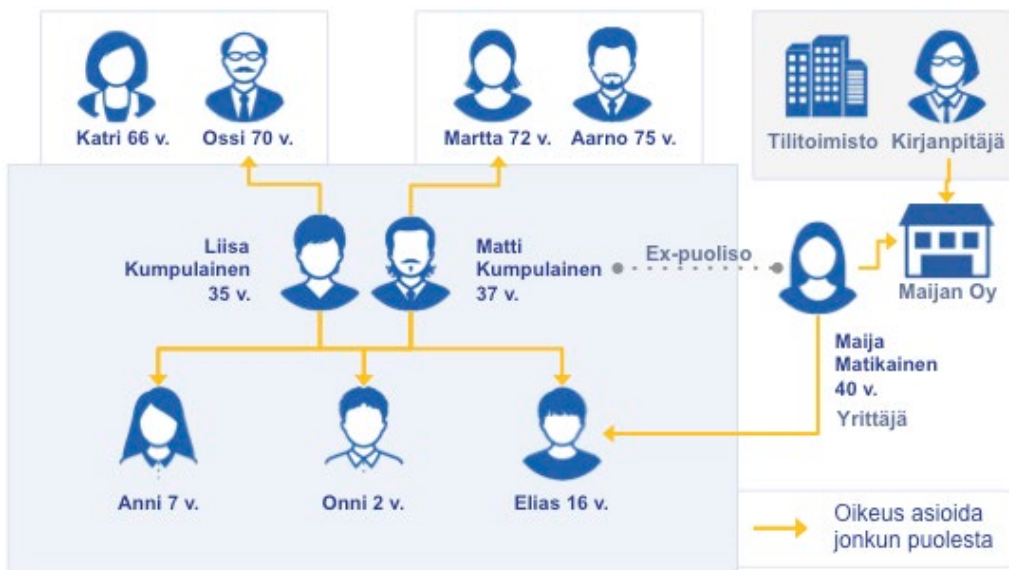 Katri 66 v.
Ossi 70 v.
Martta 72 v.
Aarno 75 v.
Tilitoimisto
Kirjanpitäjä
Liisa
Kumpulainen
35 v.
Matti
Kumpulainen
37 v.
Ex-puoliso
Maijan Oy
Maija
Matikainen
40 v.
Yrittäjä
Anni 7 v.
Onni 2 v.
Elias 16 v.
Oikeus asioida
jonkun puolesta